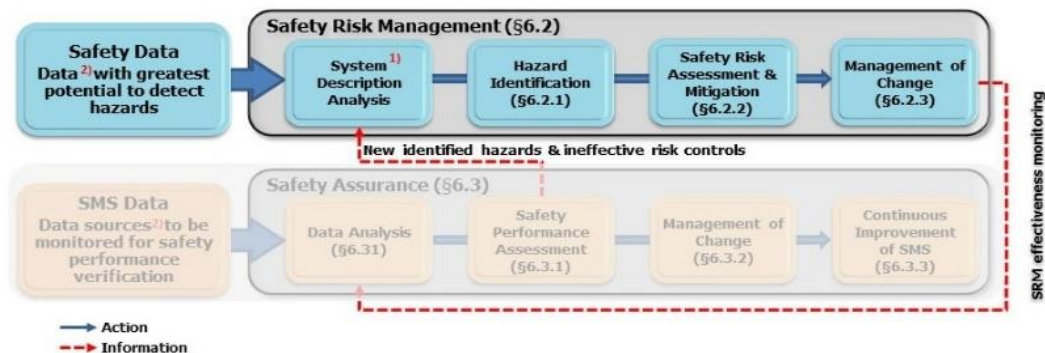 Safety Risk Management (§6.2)
Safety Data
Data 2) with greatest
potential to detect
hazards
System 1)
Description
Analysis
Hazard
Identification
(§6.2.1)
Safety Risk
Assessment &
Mitigation
(§6.2.2)
Management of
Change
(§6.2.3)
New identified hazards & ineffective risk controls
SRM effectiveness monitoring
Safety Assurance (§6.3)
SMS Data
Data sources 2) to be
monitored for safety
performance
verification
Data Analysis
(§6.31)
Safety
Performance
Assessment
(§6.3.1)
Management of
Change
(§6.3.2)
Continuous
Improvement
of SMS
(§6.3.3)
Action
Information